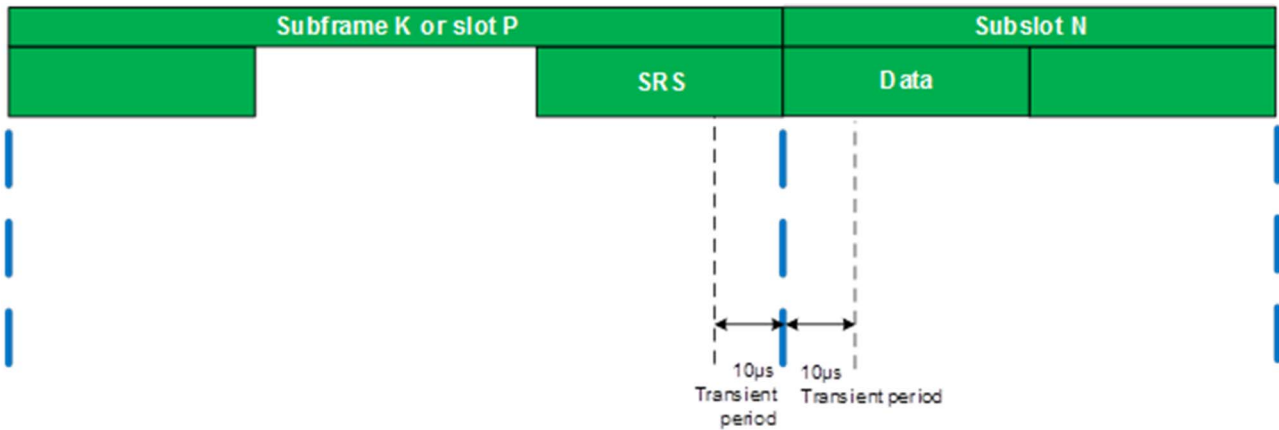 Subframe K or slot P
Subslot N
SRS
Data
10µs
Transient
period
10µs
Transient period